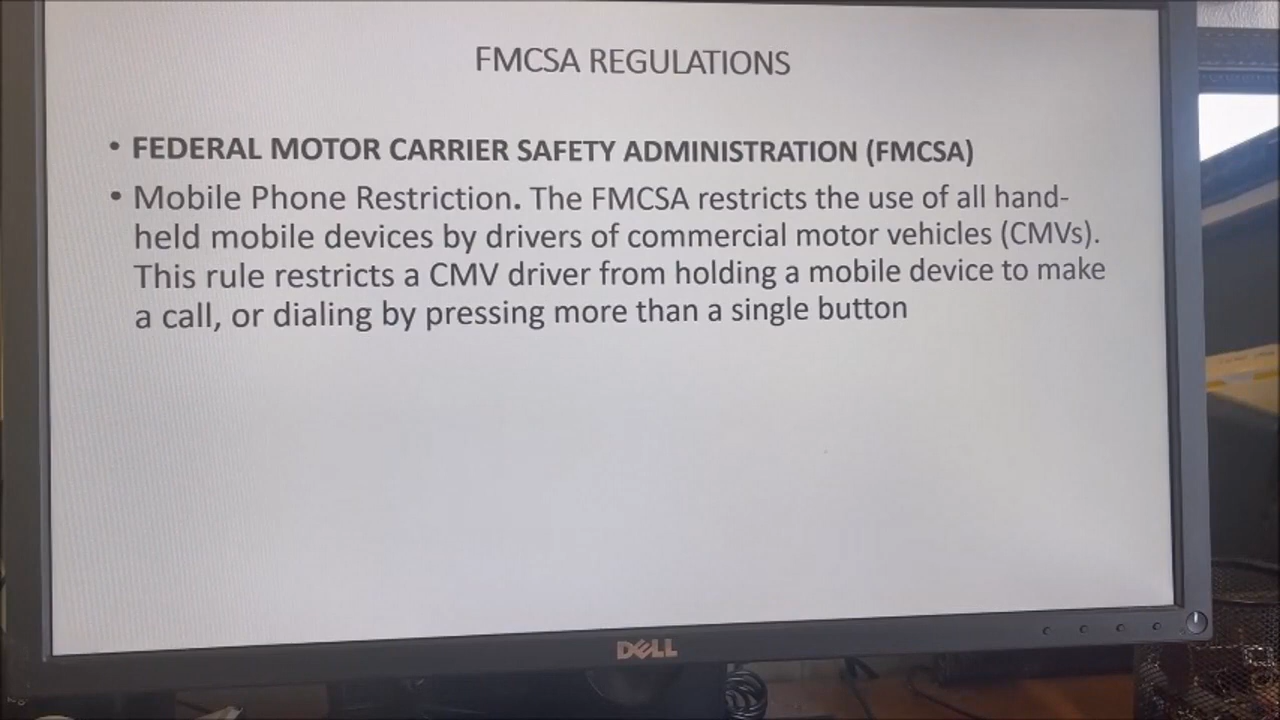 FMCSA REGULATIONS
• FEDERAL MOTOR CARRIER SAFETY ADMINISTRATION (FMCSA)
• Mobile Phone Restriction. The FMCSA restricts the use of all hand-
held mobile devices by drivers of commercial motor vehicles (CMVs).
This rule restricts a CMV driver from holding a mobile device to make
a call, or dialing by pressing more than a single button
DELL